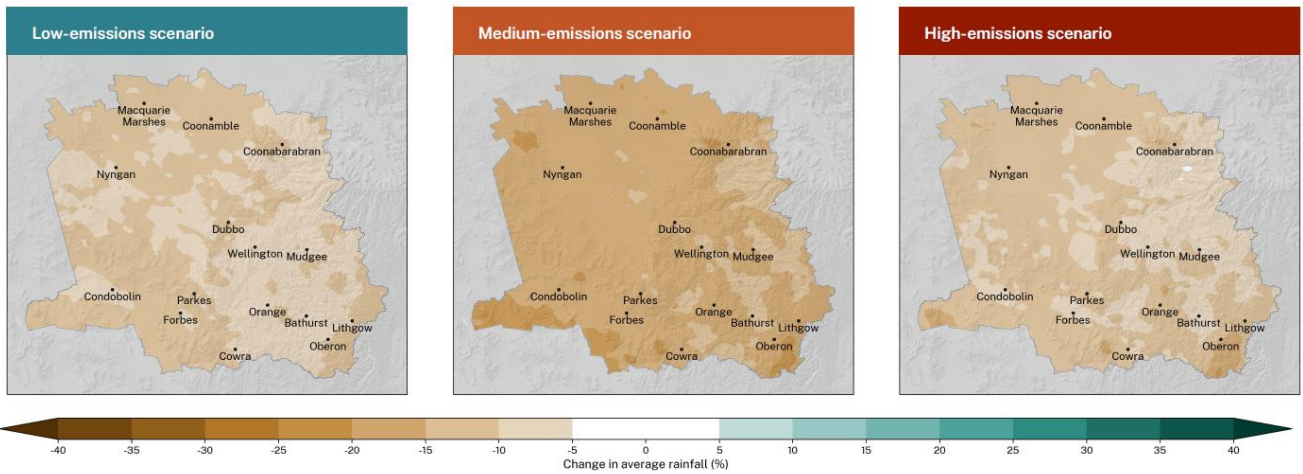 Low-emissions scenario
Macquarie
Marshes
Coonamble
Coonabarabran
Nyngan
Dubbo
Wellington
Mudgee
Condobolin
Parkes
Forbes
Orange
Bathurst
Lithgow
Oberon
Cowra
Medium-emissions scenario
Macquarie
Marshes
Coonamble
Coonabarabran
Nyngan
Dubbo
Wellington
Mudgee
Condobolin
Parkes
Forbes
Orange
Bathurst
Lithgow
Oberon
Cowra
High-emissions scenario
Macquarie
Marshes
Coonamble
Coonabarabran
Nyngan
Dubbo
Wellington
Mudgee
Condobolin
Parkes
Forbes
Orange
Bathurst
Lithgow
Oberon
Cowra
-40 -35 -30 -25 -20 -15 -10 -5 0 5 10 15 20 25 30 35 40
Change in average rainfall (%)